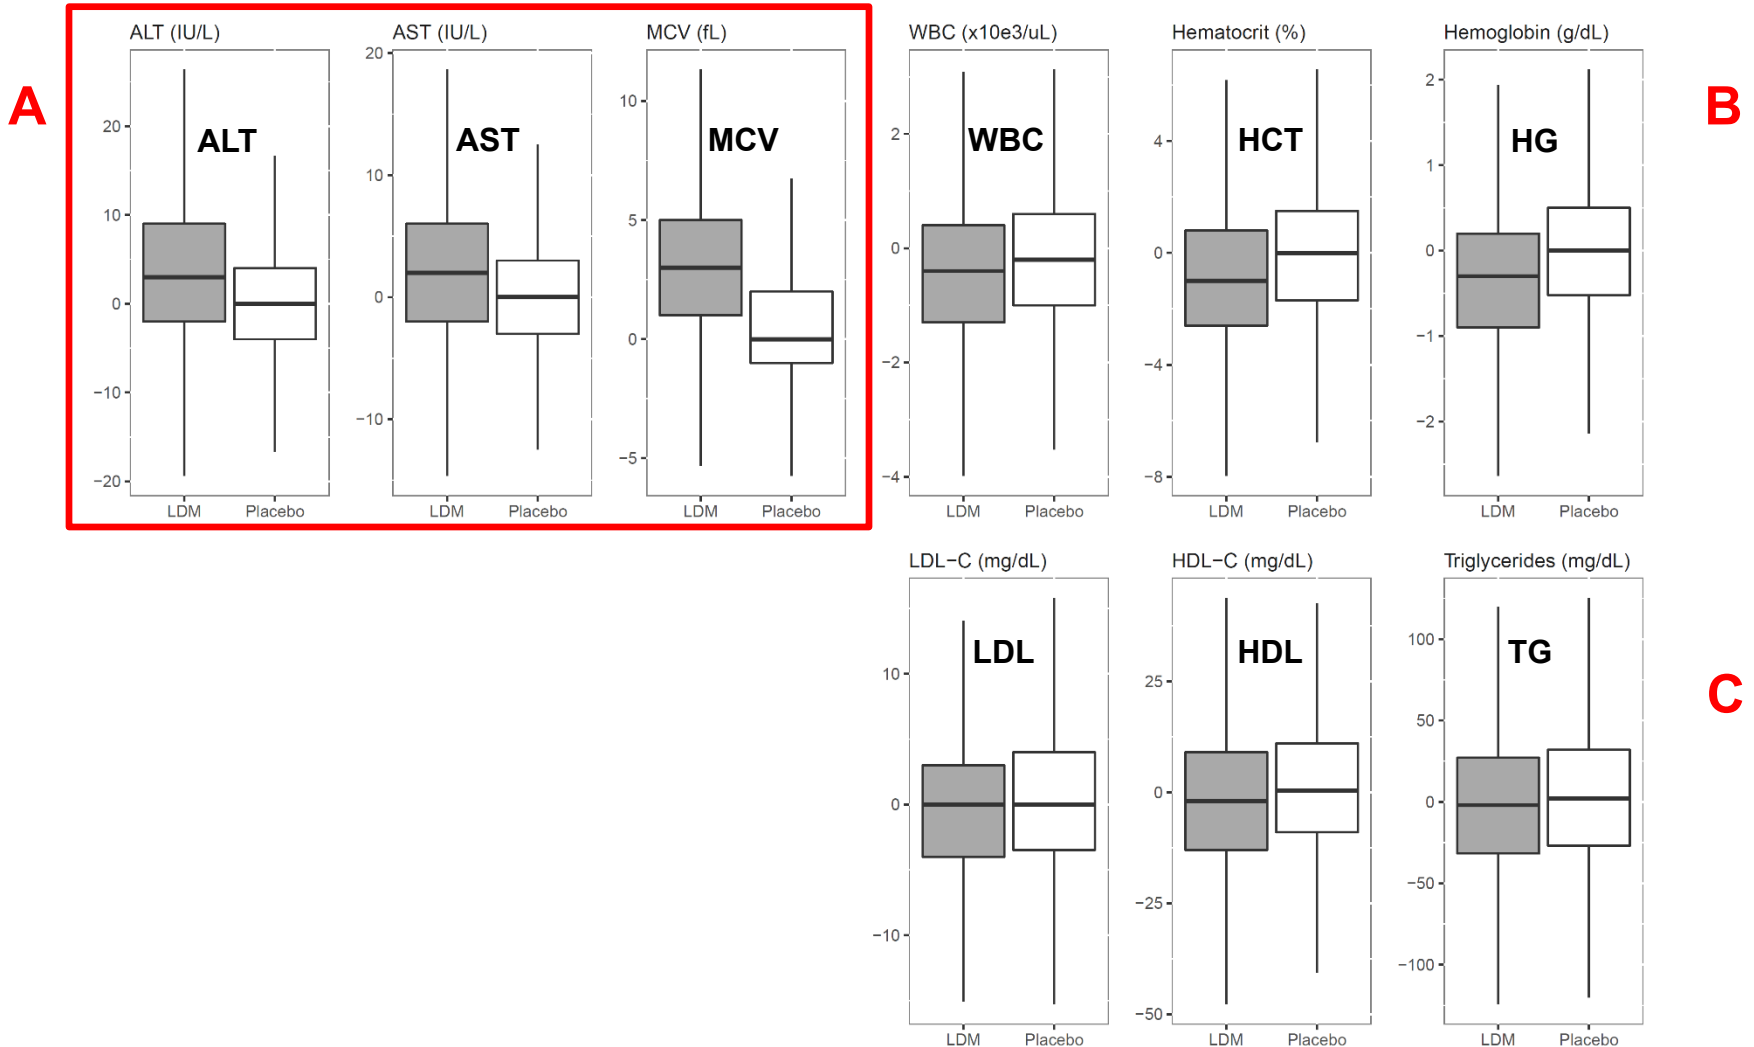 ALT (IU/L) AST (IU/L) MCV (fL) WBC (x10e3/uL) Hematocrit (%) Hemoglobin (g/dL)
A
B
ALT AST MCV WBC HCT HG
20
10
0
−10
−20
LDM Placebo
20
10
0
−10
LDM Placebo
10
5
0
−5
LDM Placebo
2
0
−2
−4
LDM Placebo
4
0
−4
−8
LDM Placebo
2
1
0
−1
−2
LDM Placebo
LDL−C (mg/dL) HDL−C (mg/dL) Triglycerides (mg/dL)
LDL HDL TG
C
10
0
−10
LDM Placebo
25
0
−25
−50
LDM Placebo
100
50
0
−50
−100
LDM Placebo